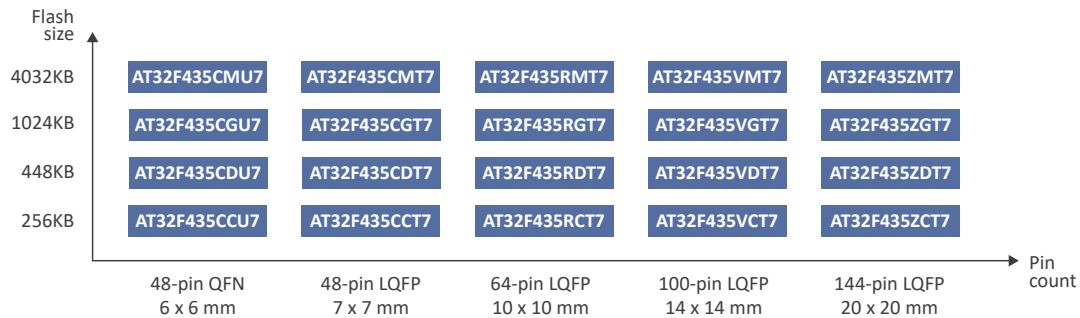 Flash
size
4032KB AT32F435CMU7 AT32F435CMT7 AT32F435RMT7 AT32F435VMT7 AT32F435ZMT7
1024KB AT32F435CGU7 AT32F435CGT7 AT32F435RGT7 AT32F435VGT7 AT32F435ZGT7
448KB AT32F435CDU7 AT32F435CDT7 AT32F435RDT7 AT32F435VDT7 AT32F435ZDT7
256KB AT32F435CCU7 AT32F435CCT7 AT32F435RCT7 AT32F435VCT7 AT32F435ZCT7
48-pin QFN 48-pin LQFP 64-pin LQFP 100-pin LQFP 144-pin LQFP
6 x 6 mm 7 x 7 mm 10 x 10 mm 14 x 14 mm 20 x 20 mm
Pin
count